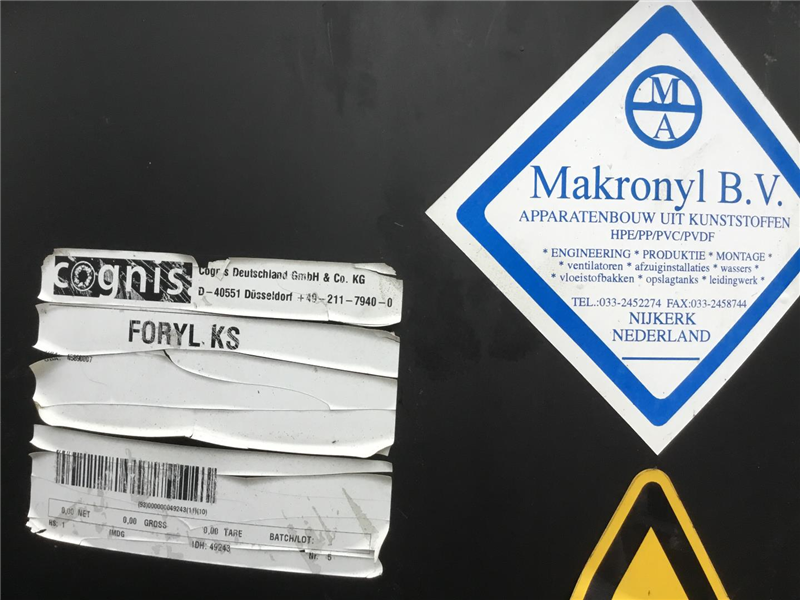 cognis
Cognis Deutschland GmbH & Co. KG
D-40551 Düsseldorf +49-211-7940-0
FORYL KS
0,00 NET
0,00 GROSS
0,00 TARE
BATCH/LOT:
IMDG
IDH: 49243
Nr. 5
M
A
Makronyl B.V.
APPARATENBOUW UIT KUNSTSTOFFEN
HPE/PP/PVC/PVDF
* ENGINEERING * PRODUKTIE * MONTAGE *
* ventilatoren * afzuiginstallaties * wassers *
* vloeistofbakken * opslagtanks * leidingwerk *
TEL.:033-2452274 FAX:033-2458744
NIJKERK
NEDERLAND